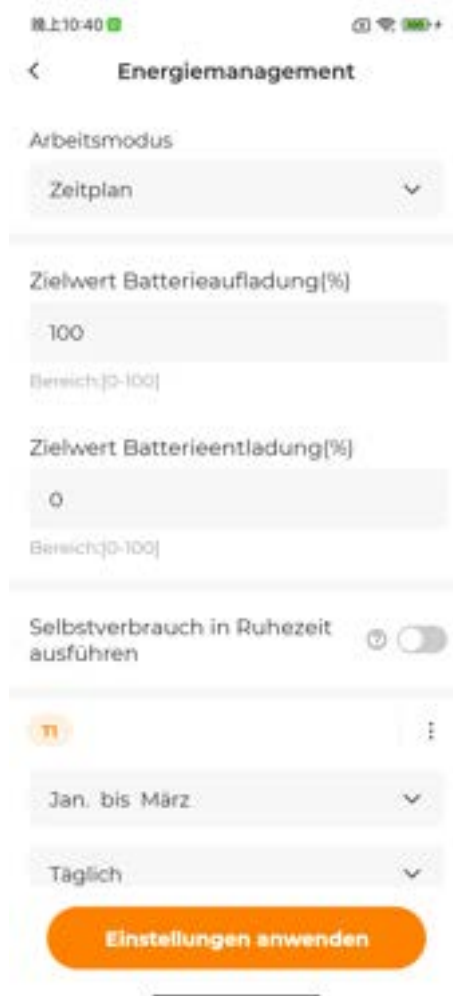 晚上10:40
Energiemanagement
Arbeitsmodus
Zeitplan
Zielwert Batterieaufladung(%)
100
Bereich:[0-100]
Zielwert Batterieentladung(%)
0
Bereich:[0-100]
Selbstverbrauch in Ruhezeit
ausführen
T1
Jan. bis März
Täglich
Einstellungen anwenden